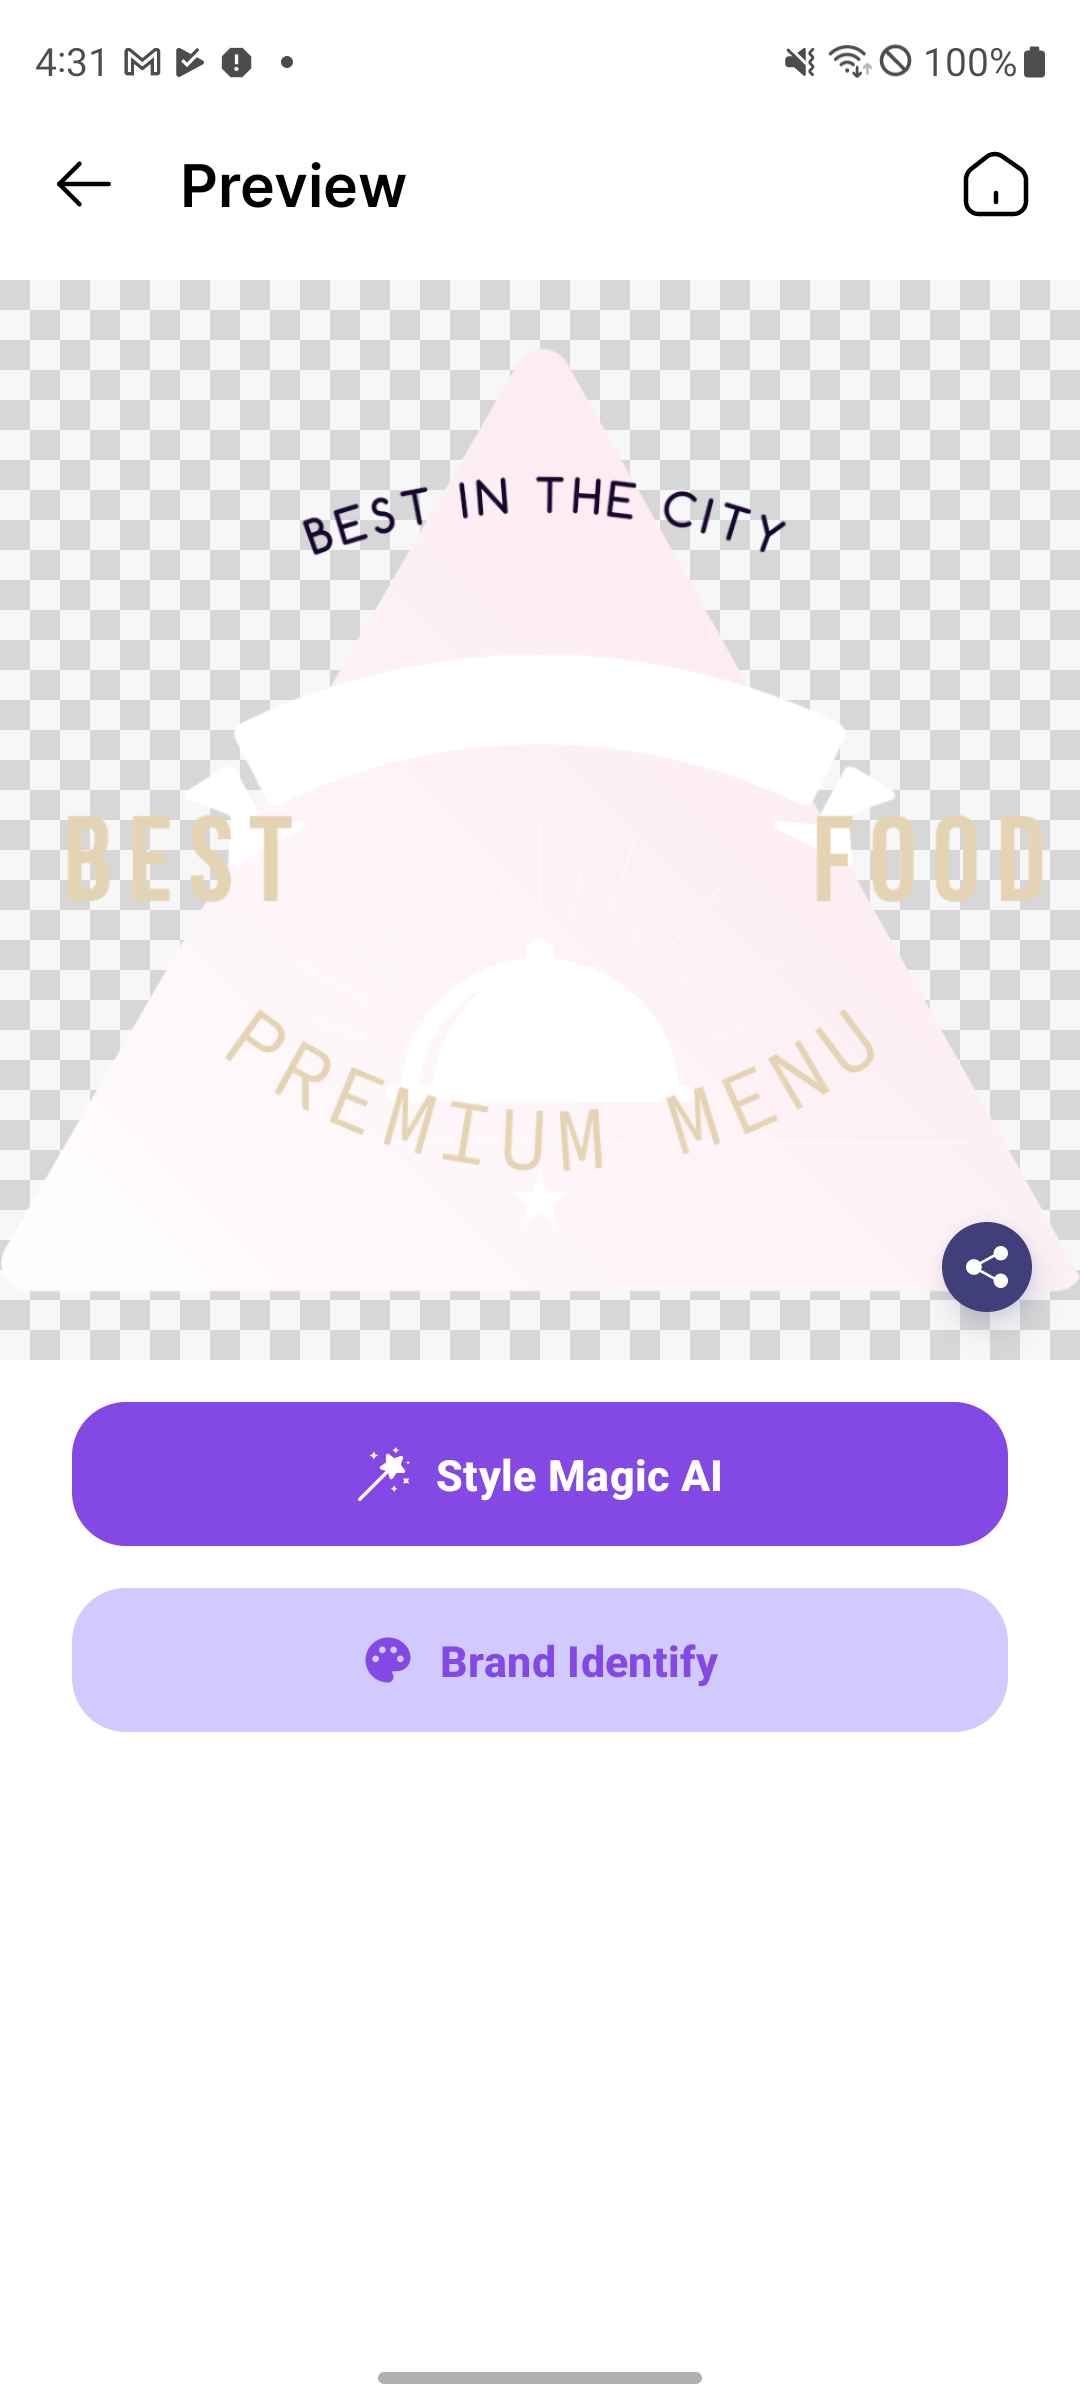 4:31
100%
Preview
BEST IN THE CITY
BEST FOOD
PREMIUM MENU
Style Magic AI
Brand Identify